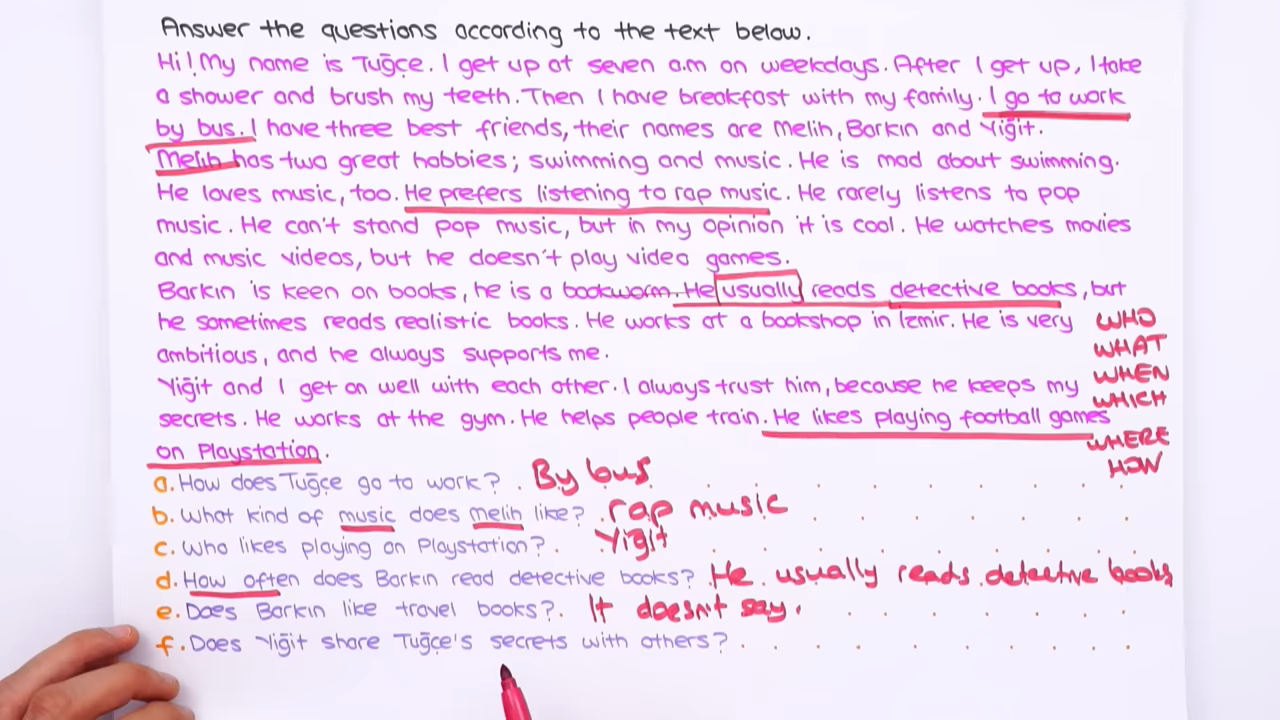 Answer the questions according to the text below.
Hi! My name is Tuğçe. I get up at seven a.m on weekdays. After I get up, I take
a shower and brush my teeth. Then I have breakfast with my family. I go to work
by bus. I have three best friends, their names are Melih, Barkın and Yiğit.
Melih has two great hobbies; swimming and music. He is mad about swimming.
He loves music, too. He prefers listening to rap music. He rarely listens to pop
music. He can't stand pop music, but in my opinion it is cool. He watches movies
and music videos, but he doesn't play video games.
Barkın is keen on books, he is a bookworm. He usually reads detective books, but
he sometimes reads realistic books. He works at a bookshop in İzmir. He is very WHO
ambitious, and he always supports me. WHAT
Yiğit and I get on well with each other. I always trust him, because he keeps my WHEN
secrets. He works at the gym. He helps people train. He likes playing football games WHICH
on Playstation. WHERE
HOW
a. How does Tuğçe go to work? . By bus
b. What kind of music does melih like? . rap music
c. Who likes playing on Playstation? . Yiğit
d. How often does Barkın read detective books? He usually reads detective books
e. Does Barkın like travel books? . It doesn't say.
f. Does Yiğit share Tuğçe's secrets with others?